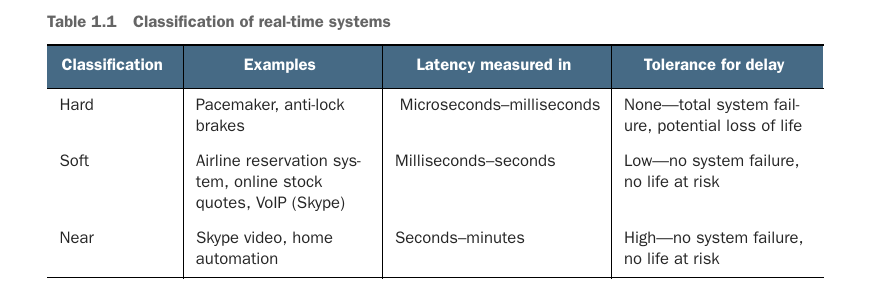 Table 1.1 Classification of real-time systems
Classification Examples Latency measured in Tolerance for delay
Hard Pacemaker, anti-lock Microseconds–milliseconds None—total system fail-
brakes ure, potential loss of life
Soft Airline reservation sys- Milliseconds–seconds Low—no system failure,
tem, online stock no life at risk
quotes, VoIP (Skype)
Near Skype video, home Seconds–minutes High—no system failure,
automation no life at risk